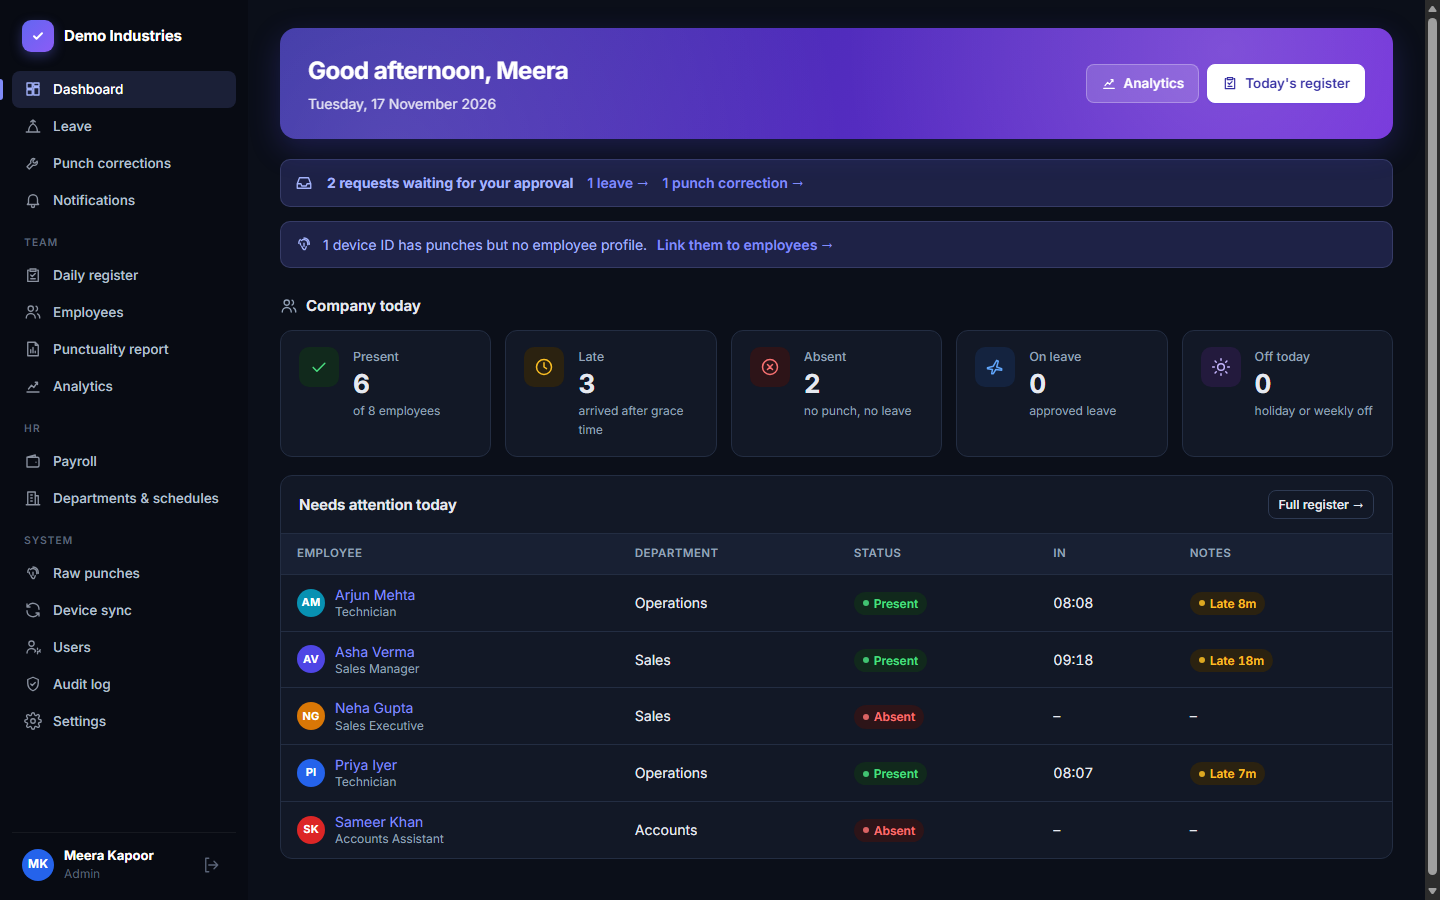 Demo Industries
Dashboard
Leave
Punch corrections
Notifications
TEAM
Daily register
Employees
Punctuality report
Analytics
HR
Payroll
Departments & schedules
SYSTEM
Raw punches
Device sync
Users
Audit log
Settings
MK
Meera Kapoor
Admin
Good afternoon, Meera
Tuesday, 17 November 2026
Analytics
Today's register
2 requests waiting for your approval 1 leave → 1 punch correction →
1 device ID has punches but no employee profile. Link them to employees →
Company today
Present
6
of 8 employees
Late
3
arrived after grace
time
Absent
2
no punch, no leave
On leave
0
approved leave
Off today
0
holiday or weekly off
Needs attention today
Full register →
EMPLOYEE DEPARTMENT STATUS IN NOTES
AM Arjun Mehta Operations Present 08:08 Late 8m
Technician
AV Asha Verma Sales Present 09:18 Late 18m
Sales Manager
NG Neha Gupta Sales Absent – –
Sales Executive
PI Priya Iyer Operations Present 08:07 Late 7m
Technician
SK Sameer Khan Accounts Absent – –
Accounts Assistant